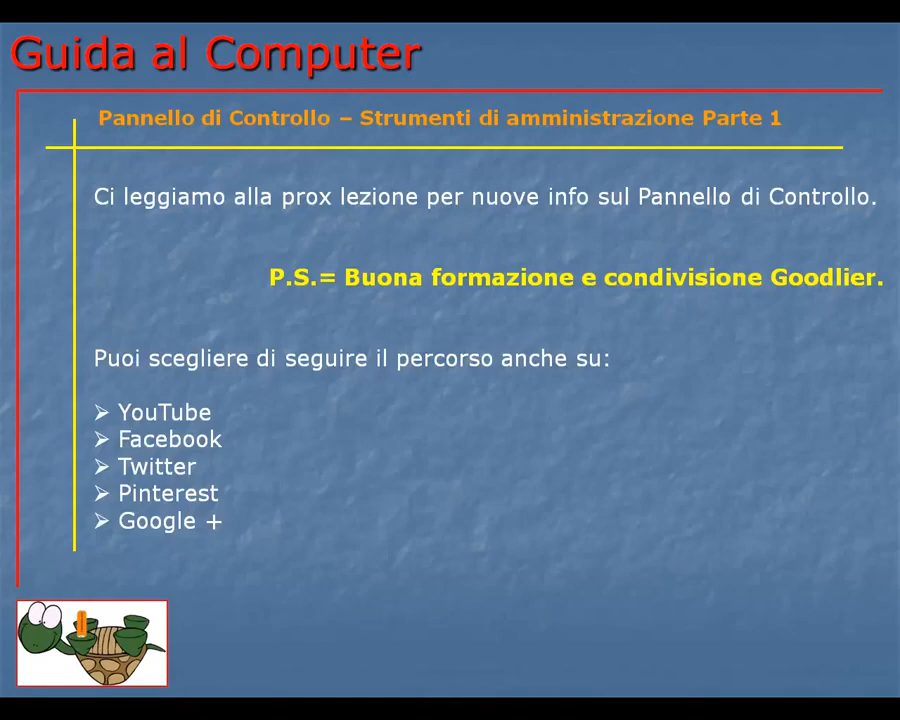 Guida al Computer
Pannello di Controllo – Strumenti di amministrazione Parte 1
Ci leggiamo alla prox lezione per nuove info sul Pannello di Controllo.
P.S.= Buona formazione e condivisione Goodlier.
Puoi scegliere di seguire il percorso anche su:
➢ YouTube
➢ Facebook
➢ Twitter
➢ Pinterest
➢ Google +